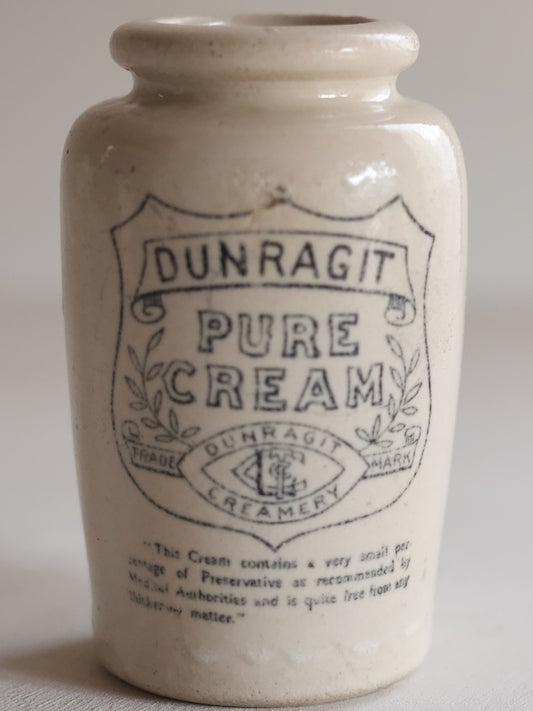 DUNRAGIT
PURE
CREAM
TRADE MARK
DUNRAGIT
CREAMERY
"This Cream contains a very small per-
centage of Preservative as recommended by
Medical Authorities and is quite free from any
thickening matter."